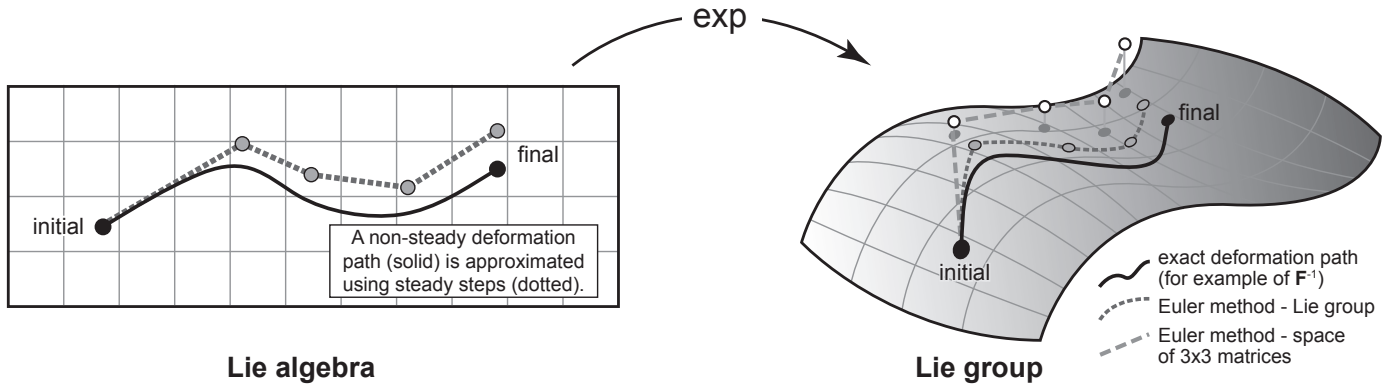 exp
initial
final
A non-steady deformation
path (solid) is approximated
using steady steps (dotted).
Lie algebra
final
initial
exact deformation path
(for example of F⁻¹)
Euler method - Lie group
Euler method - space
of 3x3 matrices
Lie group